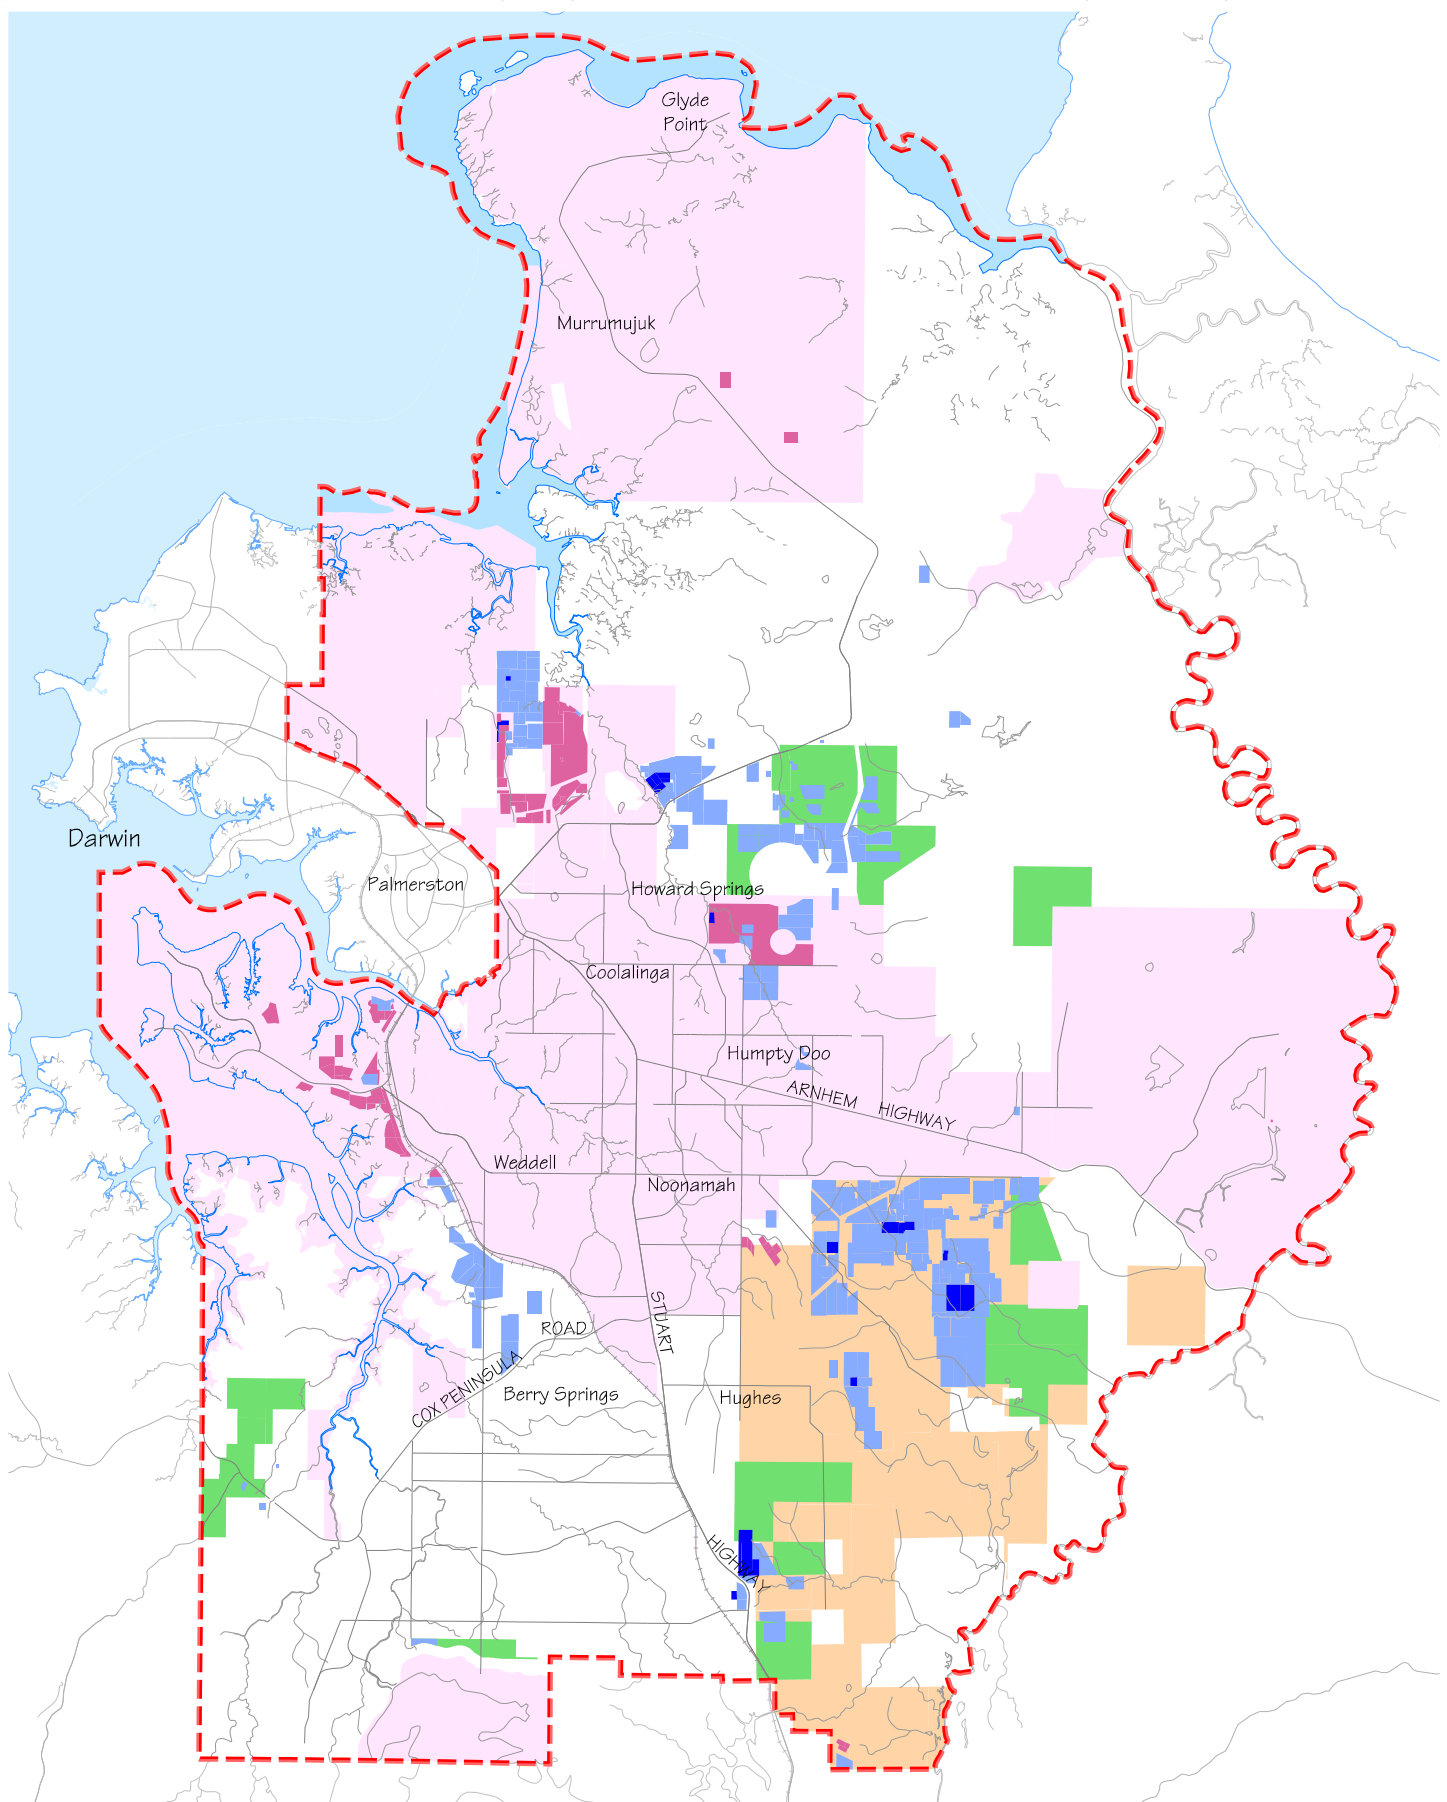 Glyde
Point
Murrumujuk
Darwin
Palmerston
Howard Springs
Coolalinga
Humpty Doo
ARNHEM HIGHWAY
Weddell
Noonamah
STUART
ROAD
COX PENINSULA
Berry Springs
Hughes
HIGHWAY